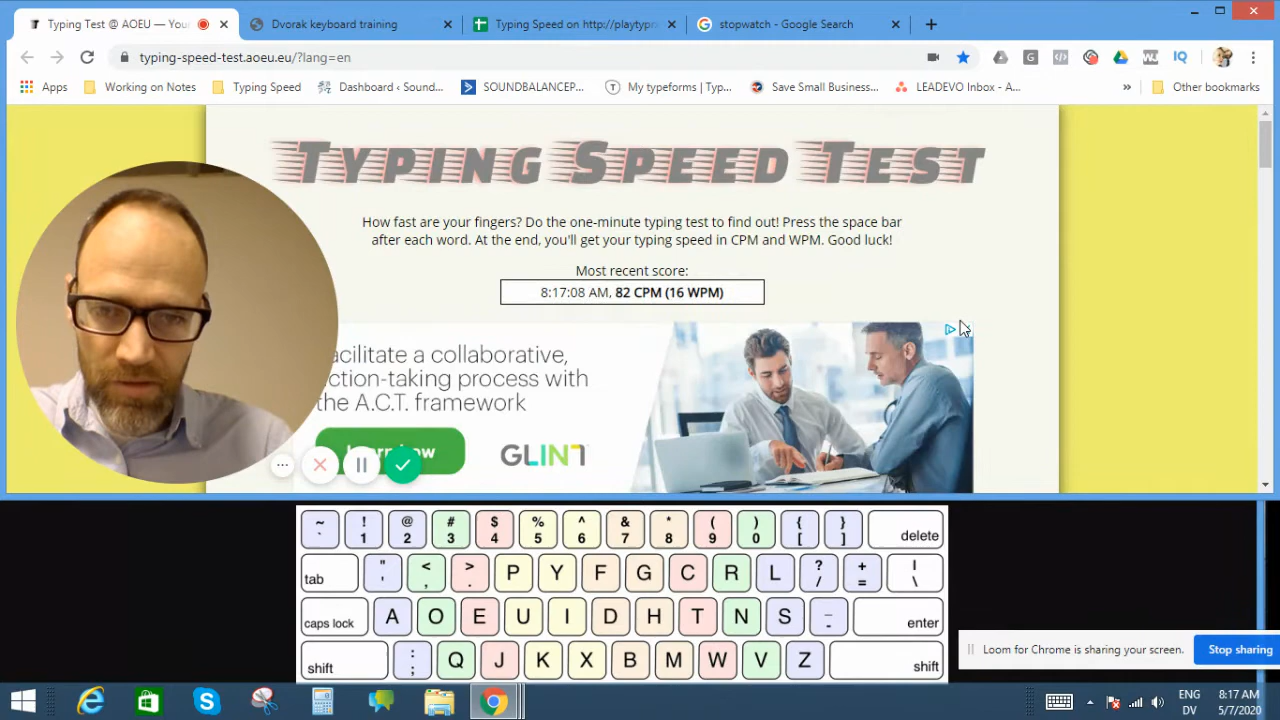 Typing Test @ AOEU — Your
Dvorak keyboard training
Typing Speed on http://playtypra
stopwatch - Google Search
typing-speed-test.aoeu.eu/?lang=en
Apps
Working on Notes
Typing Speed
Dashboard ‹ Sound...
SOUNDBALANCEP...
My typeforms | Typ...
Save Small Business...
LEADEVO Inbox - A...
»
Other bookmarks
TYPING SPEED TEST
How fast are your fingers? Do the one-minute typing test to find out! Press the space bar
after each word. At the end, you'll get your typing speed in CPM and WPM. Good luck!
Most recent score:
8:17:08 AM, 82 CPM (16 WPM)
acilitate a collaborative,
ction-taking process with
the A.C.T. framework
GLINT
~ ! @ # $ % ^ & * ( ) { }
` 1 2 3 4 5 6 7 8 9 0 [ ] delete
tab " ' < , > . P Y F G C R L ? / + = | \
caps lock A O E U I D H T N S _ - enter
shift : ; Q J K X B M W V Z shift
Loom for Chrome is sharing your screen.
Stop sharing
ENG
DV
8:17 AM
5/7/2020